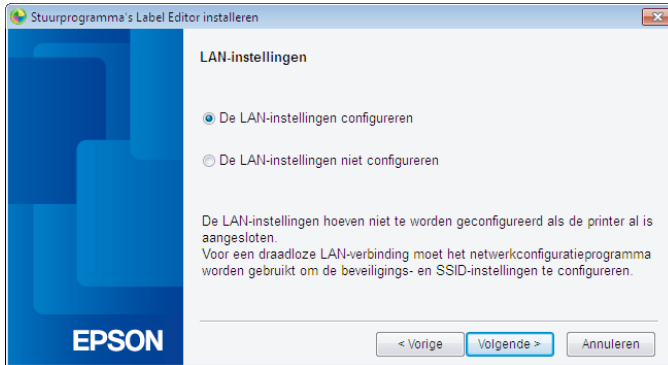 Stuurprogramma's Label Editor installeren
LAN-instellingen
De LAN-instellingen configureren
De LAN-instellingen niet configureren
De LAN-instellingen hoeven niet te worden geconfigureerd als de printer al is
aangesloten.
Voor een draadloze LAN-verbinding moet het netwerkconfiguratieprogramma
worden gebruikt om de beveiligings- en SSID-instellingen te configureren.
EPSON
< Vorige Volgende > Annuleren